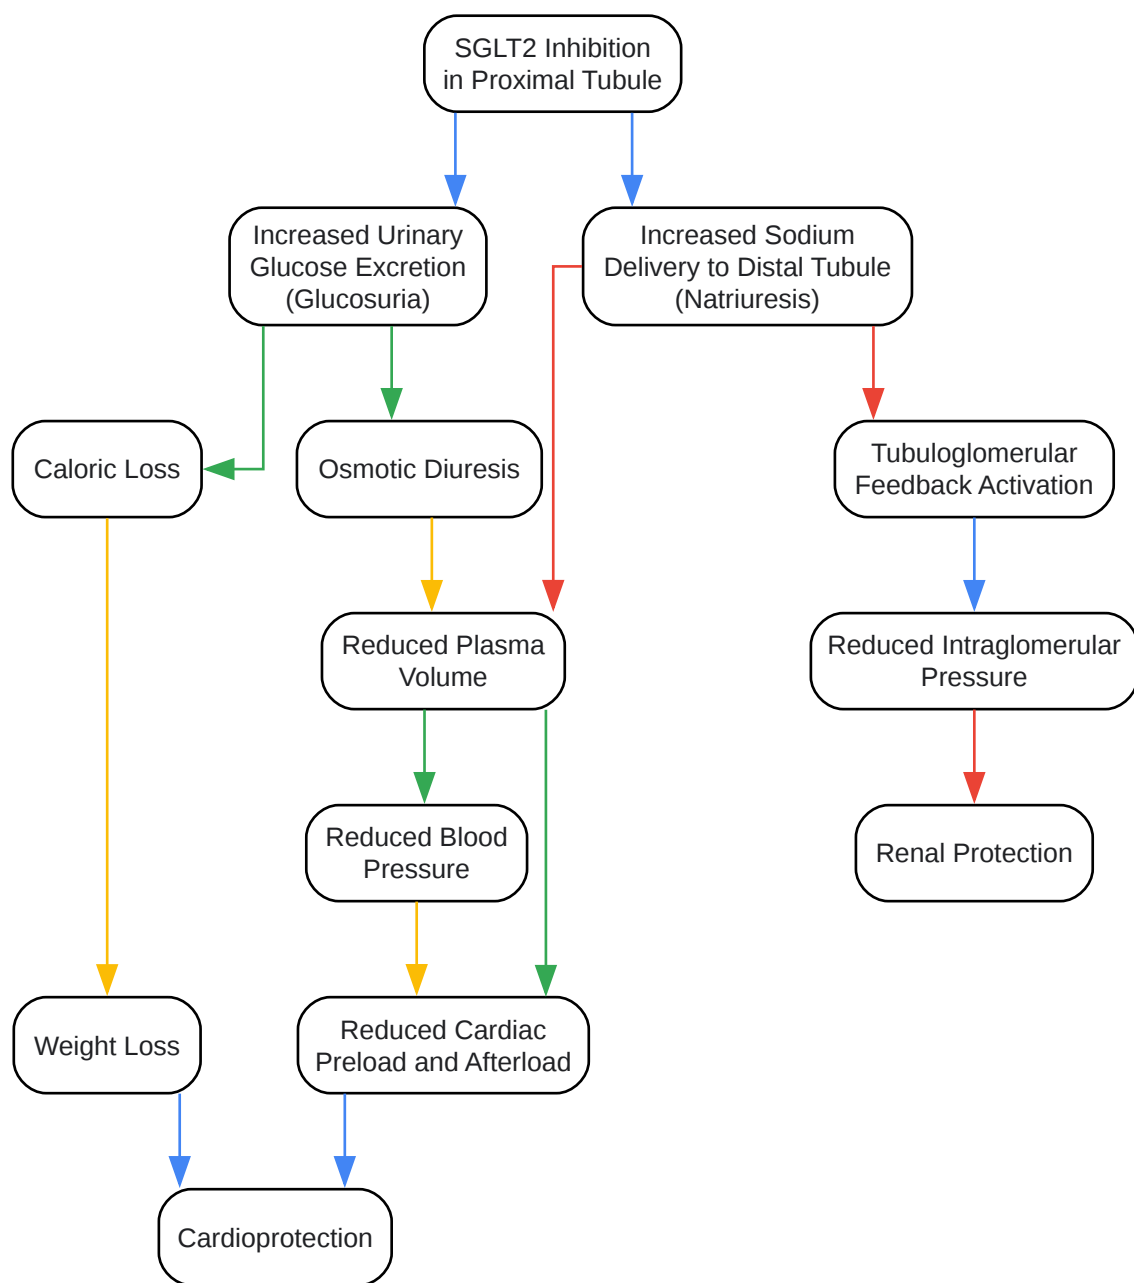 SGLT2 Inhibition
in Proximal Tubule
Increased Urinary
Glucose Excretion
(Glucosuria)
Increased Sodium
Delivery to Distal Tubule
(Natriuresis)
Caloric Loss
Osmotic Diuresis
Tubuloglomerular
Feedback Activation
Reduced Plasma
Volume
Reduced Intraglomerular
Pressure
Reduced Blood
Pressure
Renal Protection
Weight Loss
Reduced Cardiac
Preload and Afterload
Cardioprotection